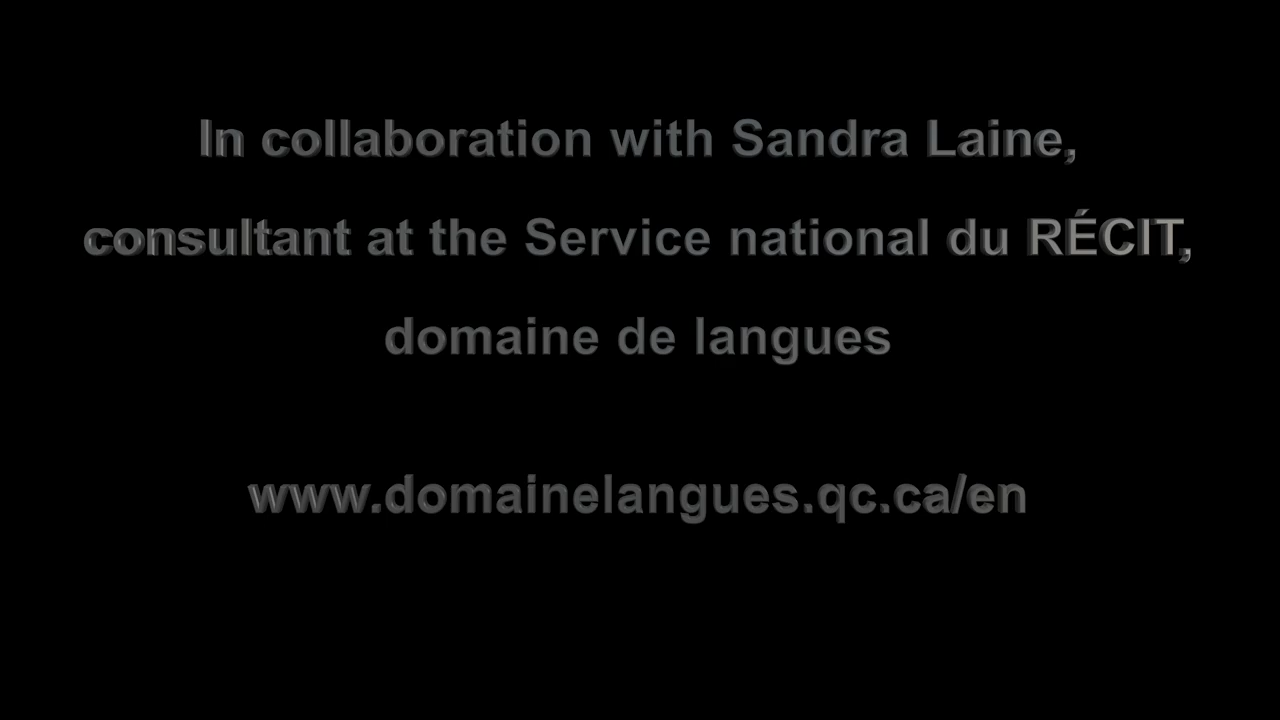 In collaboration with Sandra Laine,
consultant at the Service national du RÉCIT,
domaine de langues
www.domainelangues.qc.ca/en